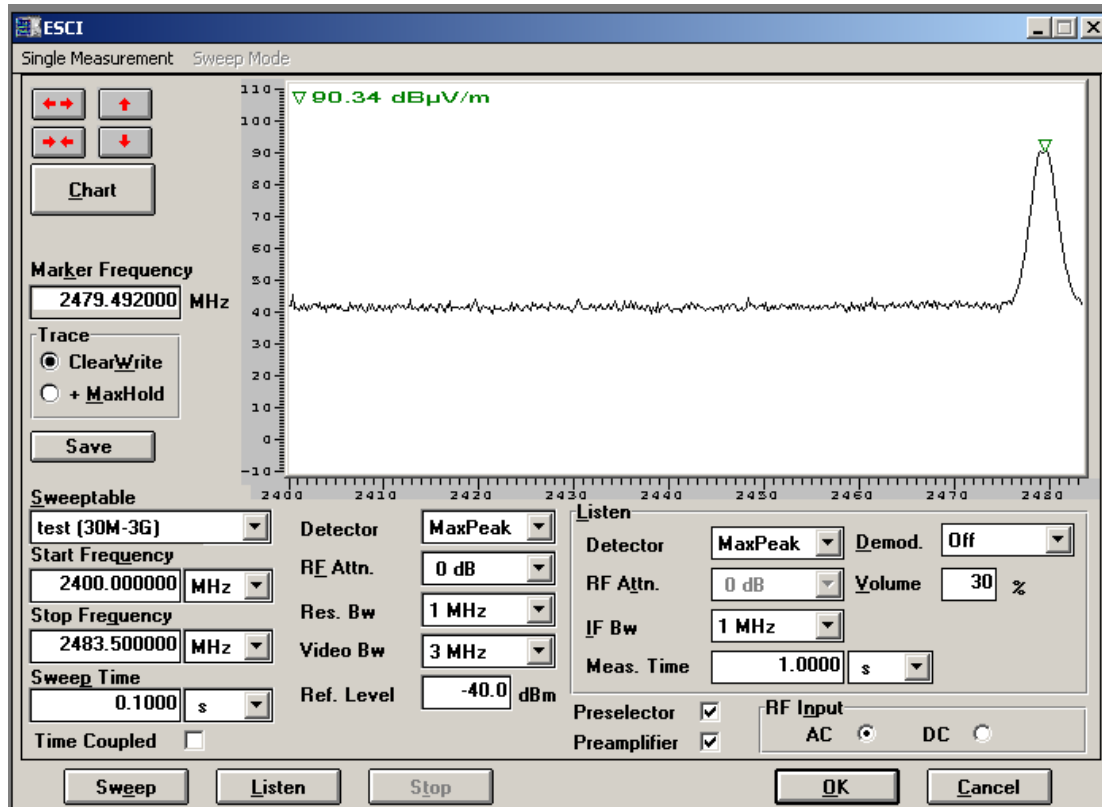 ESCI
Single Measurement Sweep Mode
▽90.34 dBµV/m
110
100
90
80
70
60
50
40
30
20
10
0
-10
2400 2410 2420 2430 2440 2450 2460 2470 2480
Chart
Marker Frequency
2479.492000 MHz
Trace
ClearWrite
+ MaxHold
Save
Sweeptable
test (30M-3G)
Start Frequency
2400.000000 MHz
Stop Frequency
2483.500000 MHz
Sweep Time
0.1000 s
Time Coupled
Detector MaxPeak
RF Attn. 0 dB
Res. Bw 1 MHz
Video Bw 3 MHz
Ref. Level -40.0 dBm
Listen
Detector MaxPeak Demod. Off
RF Attn. 0 dB Volume 30 %
IF Bw 1 MHz
Meas. Time 1.0000 s
Preselector
Preamplifier
RF Input
AC DC
Sweep Listen Stop OK Cancel